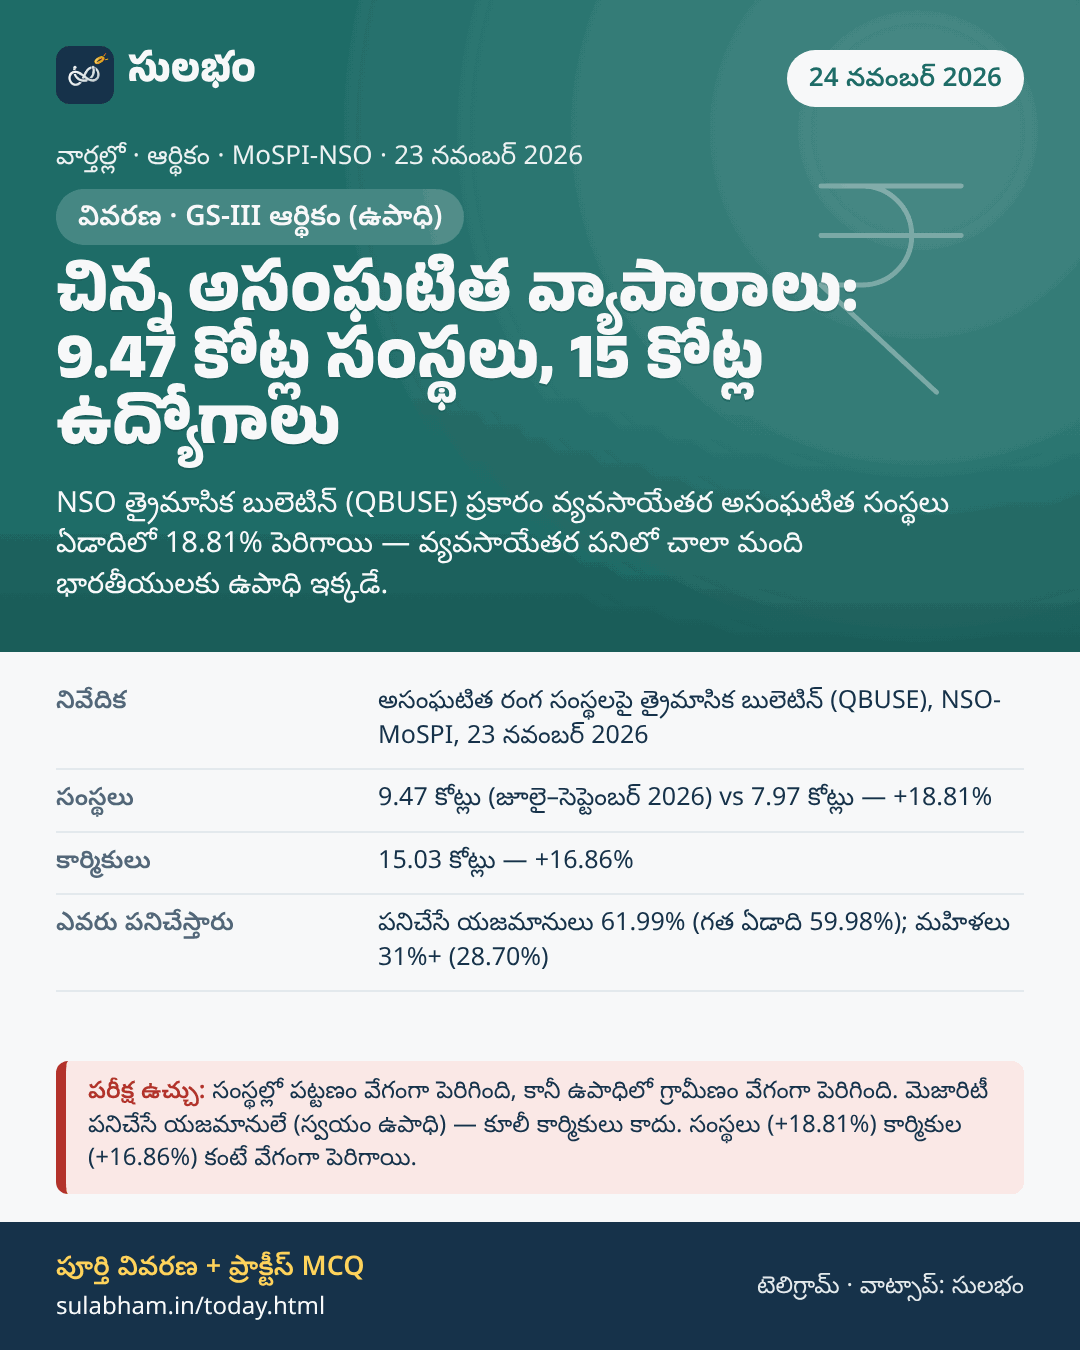 సులభం
24 నవంబర్ 2026
వార్తల్లో · ఆర్థికం · MoSPI-NSO · 23 నవంబర్ 2026
వివరణ · GS-III ఆర్థికం (ఉపాధి)
చిన్న అసంఘటిత వ్యాపారాలు:
9.47 కోట్ల సంస్థలు, 15 కోట్ల
ఉద్యోగాలు
NSO త్రైమాసిక బులెటిన్ (QBUSE) ప్రకారం వ్యవసాయేతర అసంఘటిత సంస్థలు
ఏడాదిలో 18.81% పెరిగాయి — వ్యవసాయేతర పనిలో చాలా మంది
భారతీయులకు ఉపాధి ఇక్కడే.
నివేదిక
అసంఘటిత రంగ సంస్థలపై త్రైమాసిక బులెటిన్ (QBUSE), NSO-
MoSPI, 23 నవంబర్ 2026
సంస్థలు
9.47 కోట్లు (జూలై–సెప్టెంబర్ 2026) vs 7.97 కోట్లు — +18.81%
కార్మికులు
15.03 కోట్లు — +16.86%
ఎవరు పనిచేస్తారు
పనిచేసే యజమానులు 61.99% (గత ఏడాది 59.98%); మహిళలు
31%+ (28.70%)
పరీక్ష ఉచ్చు: సంస్థల్లో పట్టణం వేగంగా పెరిగింది, కానీ ఉపాధిలో గ్రామీణం వేగంగా పెరిగింది. మెజారిటీ
పనిచేసే యజమానులే (స్వయం ఉపాధి) — కూలీ కార్మికులు కాదు. సంస్థలు (+18.81%) కార్మికుల
(+16.86%) కంటే వేగంగా పెరిగాయి.
పూర్తి వివరణ + ప్రాక్టీస్ MCQ
sulabham.in/today.html
టెలిగ్రామ్ · వాట్సాప్: సులభం